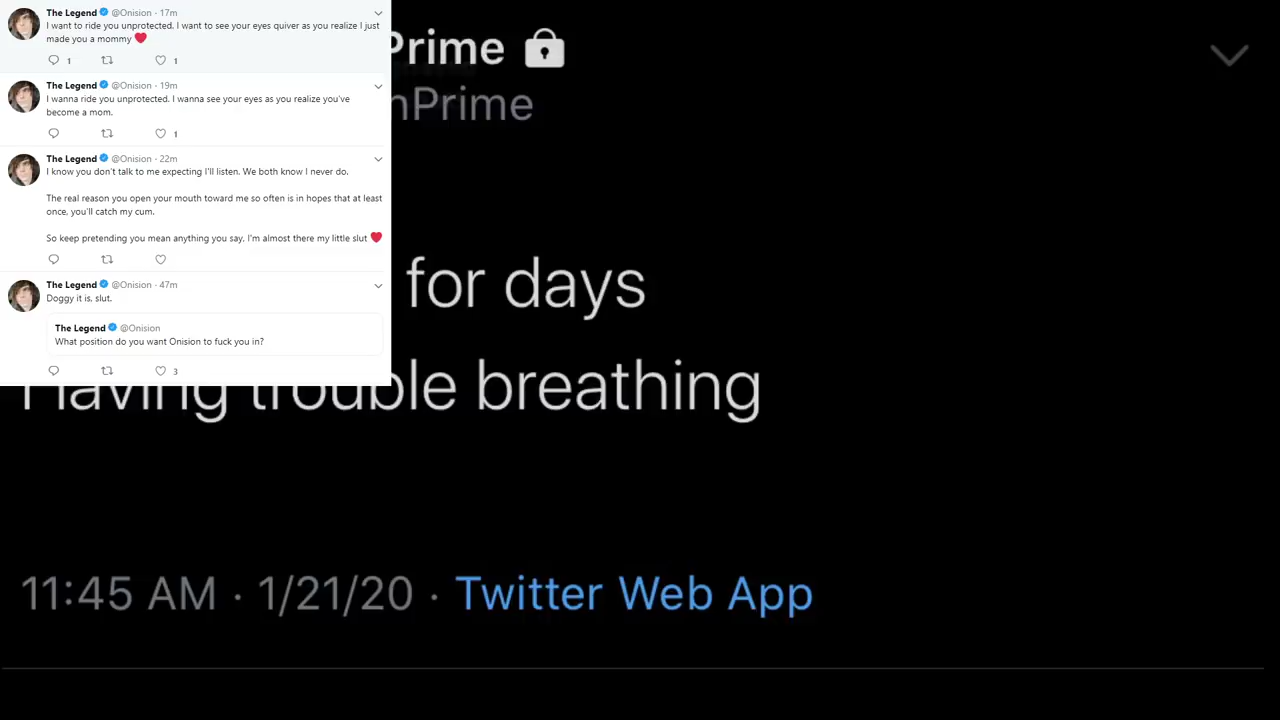 The Legend @Onision · 17m
I want to ride you unprotected. I want to see your eyes quiver as you realize I just
made you a mommy ❤
1 1
The Legend @Onision · 19m
I wanna ride you unprotected. I wanna see your eyes as you realize you've
become a mom.
1
The Legend @Onision · 22m
I know you don't talk to me expecting I'll listen. We both know I never do.
The real reason you open your mouth toward me so often is in hopes that at least
once, you'll catch my cum.
So keep pretending you mean anything you say. I'm almost there my little slut ❤
The Legend @Onision · 47m
Doggy it is, slut.
The Legend @Onision
What position do you want Onision to fuck you in?
3
Prime
nPrime
for days
Having trouble breathing
11:45 AM · 1/21/20 · Twitter Web App